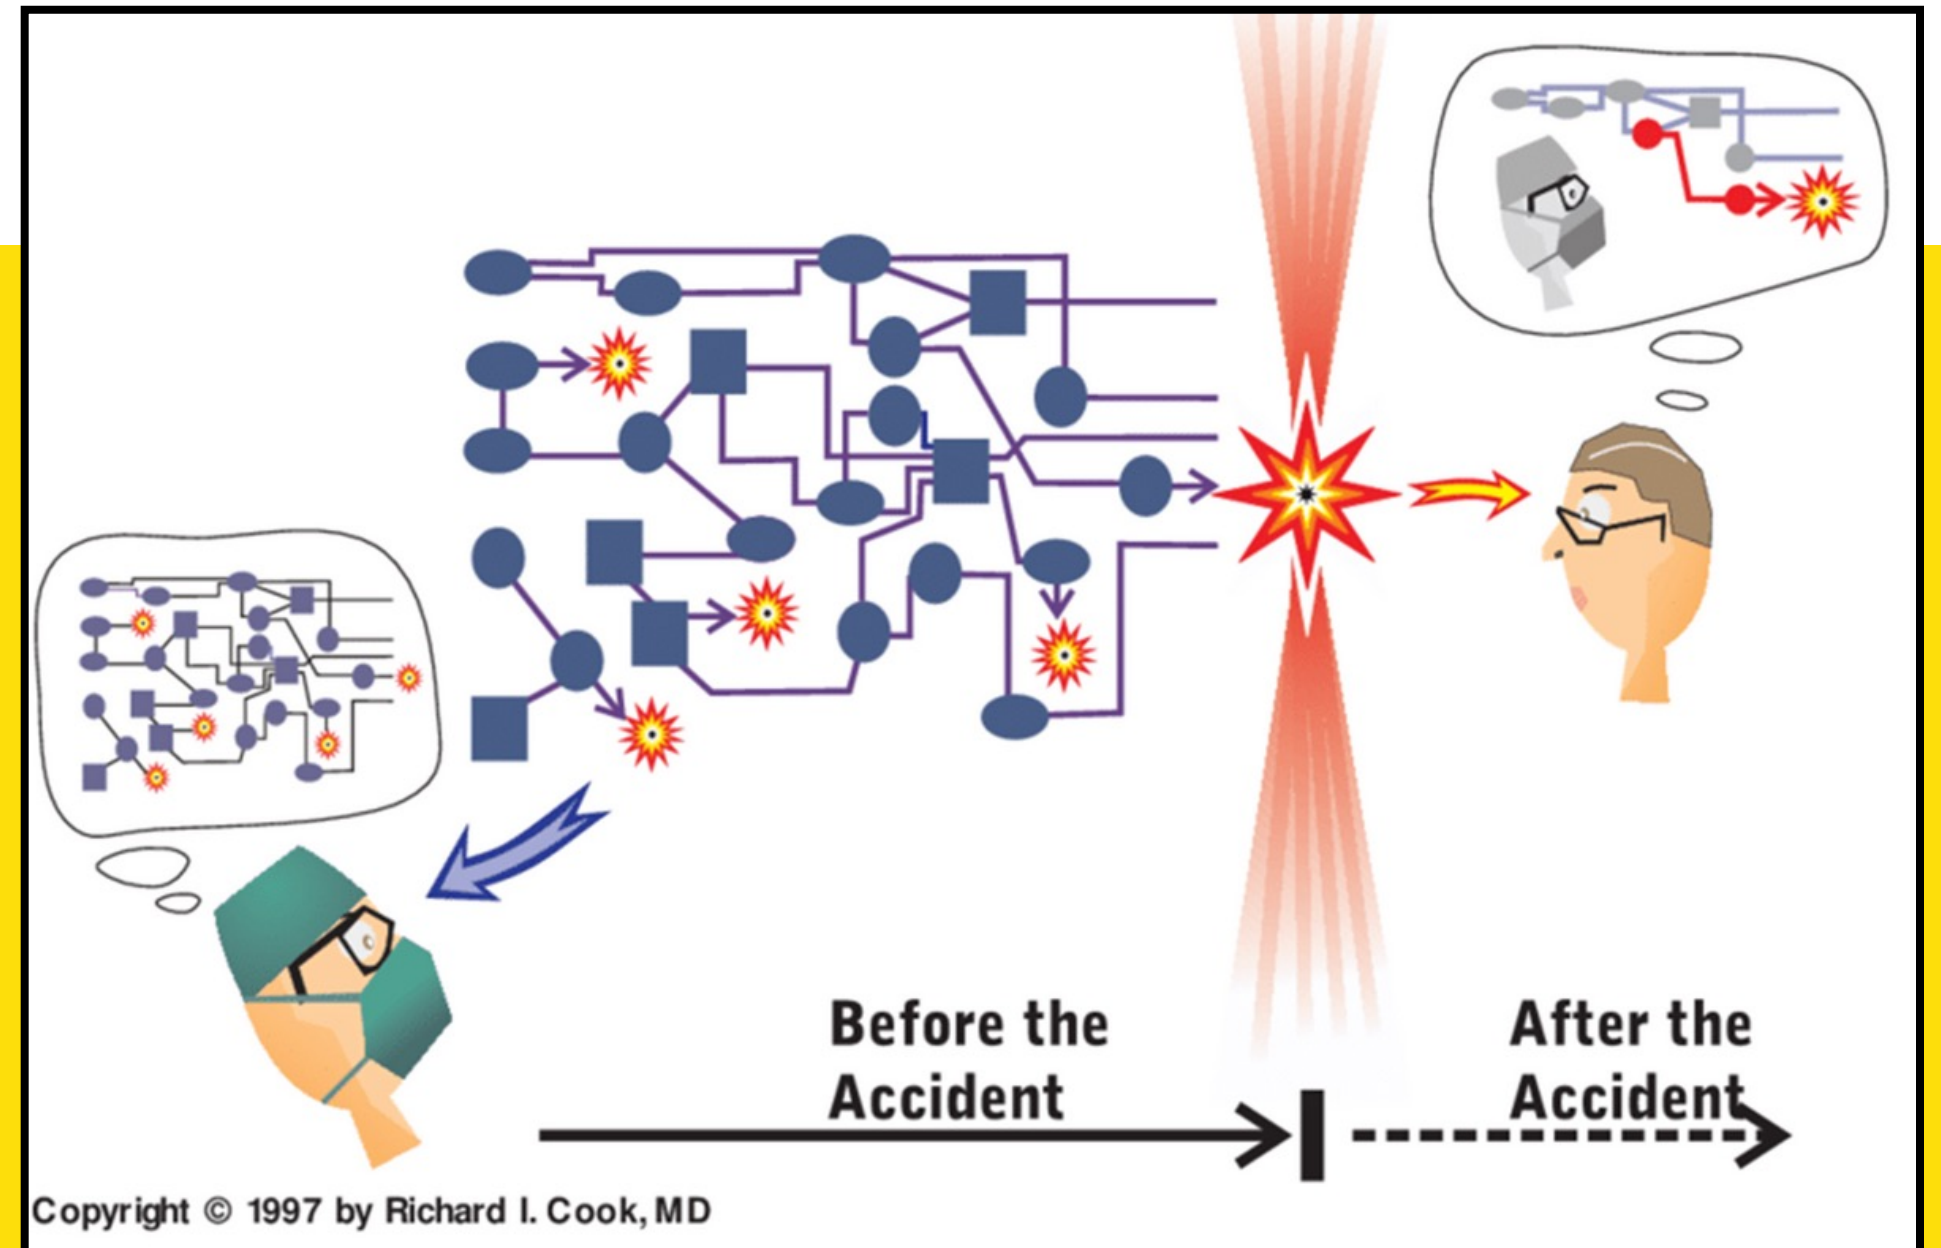 Before the
Accident
After the
Accident
Copyright © 1997 by Richard I. Cook, MD